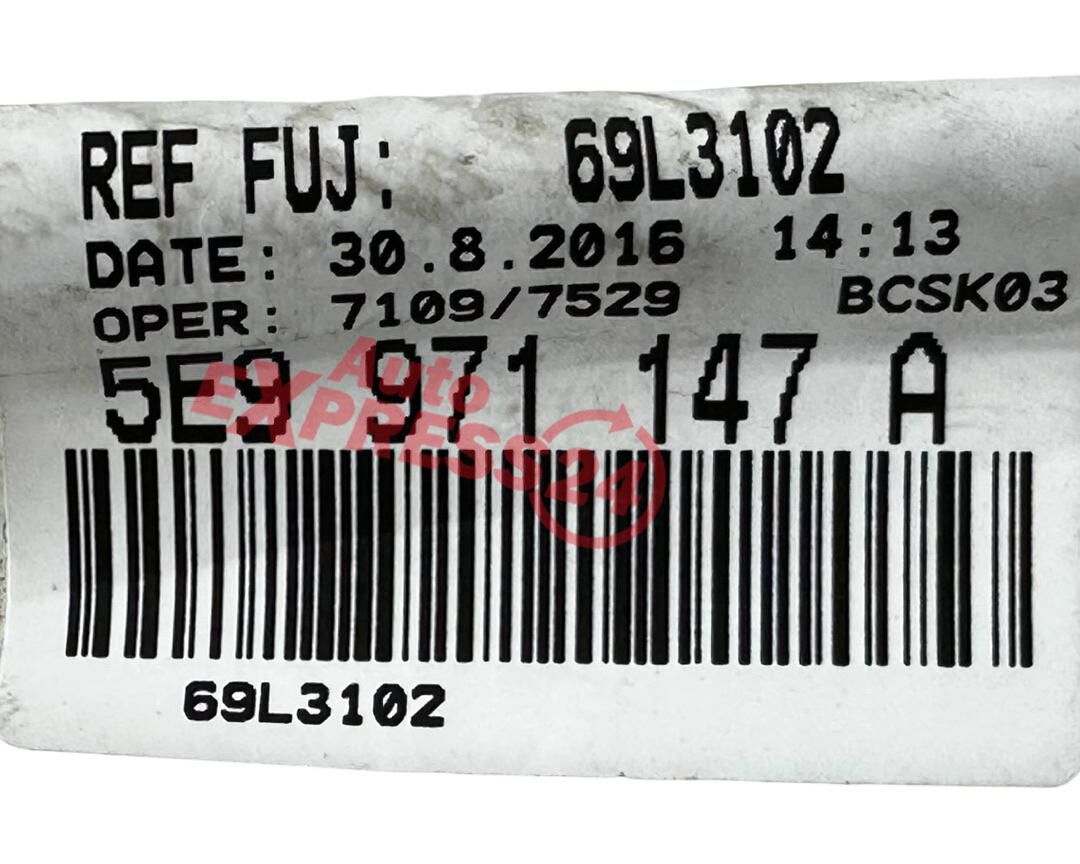 REF FUJ: 69L3102
DATE: 30.8.2016 14:13
OPER: 7109/7529 BCSK03
5E9 971 147 A
Auto
EXPRESS24
69L3102